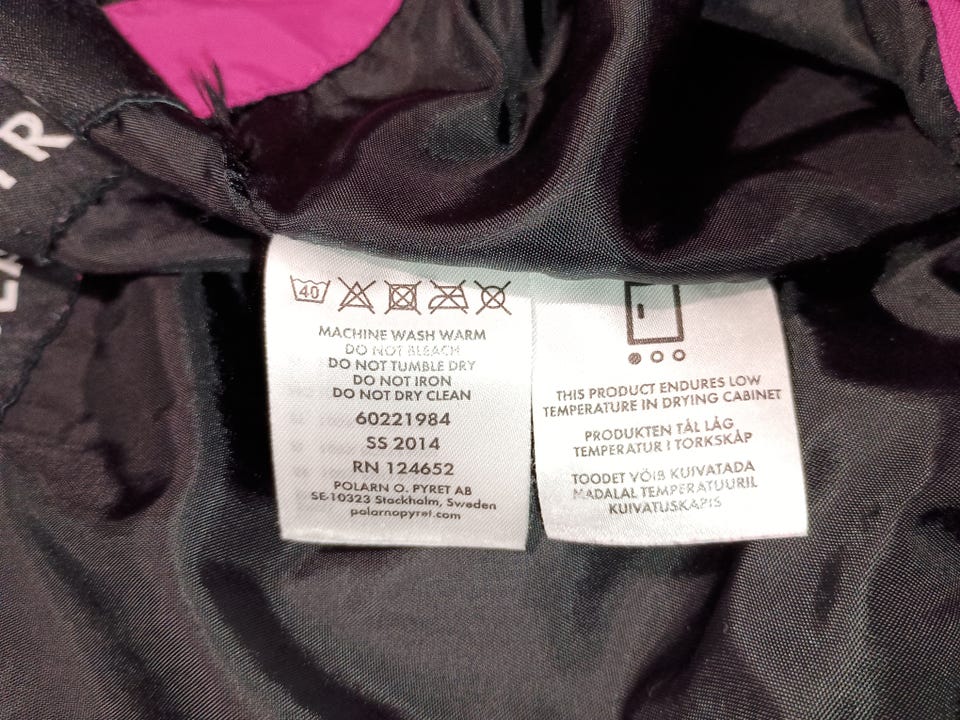 YR
40
MACHINE WASH WARM
DO NOT BLEACH
DO NOT TUMBLE DRY
DO NOT IRON
DO NOT DRY CLEAN
60221984
SS 2014
RN 124652
POLARN O. PYRET AB
SE-10323 Stockholm, Sweden
polarnopyret.com
THIS PRODUCT ENDURES LOW
TEMPERATURE IN DRYING CABINET
PRODUKTEN TÅL LÅG
TEMPERATUR I TORKSKÅP
TOODET VÕIB KUIVATADA
MADALAL TEMPERATUURIL
KUIVATUSKAPIS